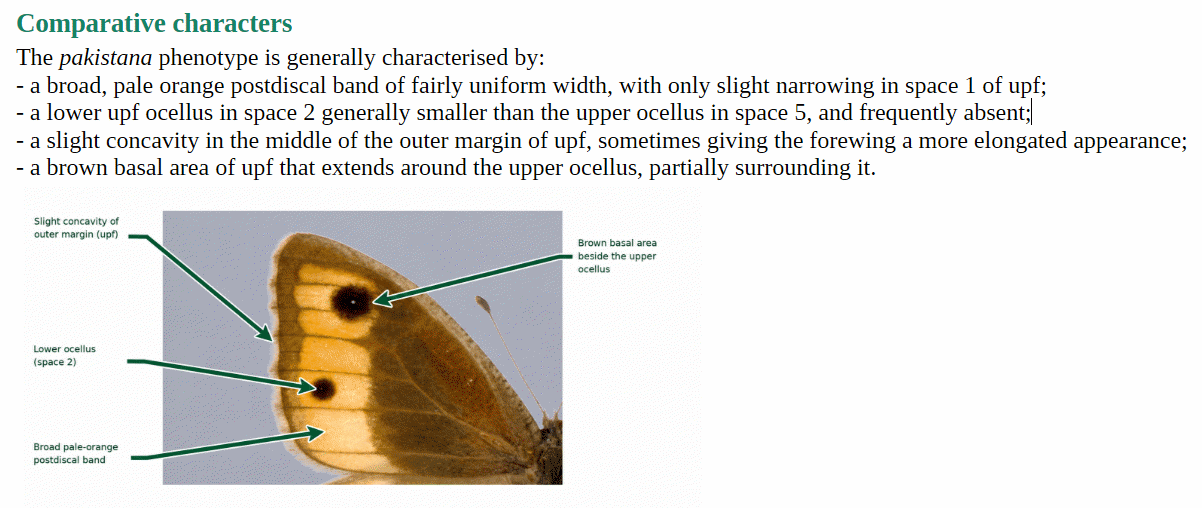 Comparative characters
The pakistana phenotype is generally characterised by:
- a broad, pale orange postdiscal band of fairly uniform width, with only slight narrowing in space 1 of upf;
- a lower upf ocellus in space 2 generally smaller than the upper ocellus in space 5, and frequently absent;
- a slight concavity in the middle of the outer margin of upf, sometimes giving the forewing a more elongated appearance;
- a brown basal area of upf that extends around the upper ocellus, partially surrounding it.
Slight concavity of
outer margin (upf)
Brown basal area
beside the upper
ocellus
Lower ocellus
(space 2)
Broad pale-orange
postdiscal band